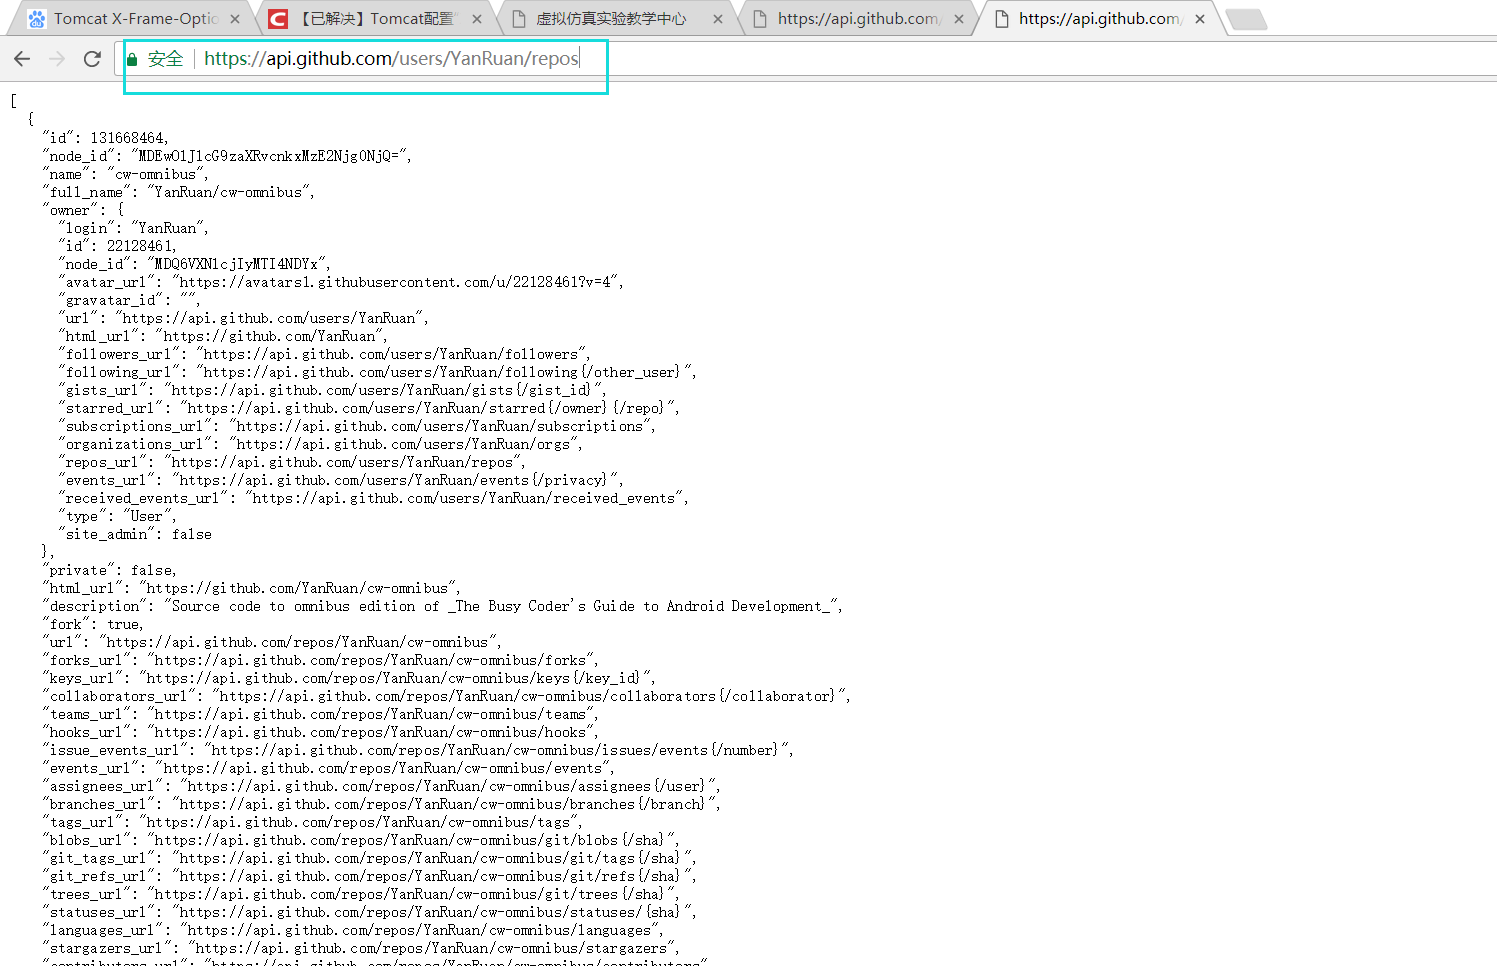 Tomcat X-Frame-Optio
【已解决】Tomcat配置
虚拟仿真实验教学中心
https://api.github.com/
https://api.github.com/
安全 https://api.github.com/users/YanRuan/repos
[
{
"id": 131668464,
"node_id": "MDEwOlJlcG9zaXRvcnkxMzE2Njg0NjQ=",
"name": "cw-omnibus",
"full_name": "YanRuan/cw-omnibus",
"owner": {
"login": "YanRuan",
"id": 22128461,
"node_id": "MDQ6VXNlcjIyMTI4NDYx",
"avatar_url": "https://avatars1.githubusercontent.com/u/22128461?v=4",
"gravatar_id": "",
"url": "https://api.github.com/users/YanRuan",
"html_url": "https://github.com/YanRuan",
"followers_url": "https://api.github.com/users/YanRuan/followers",
"following_url": "https://api.github.com/users/YanRuan/following{/other_user}",
"gists_url": "https://api.github.com/users/YanRuan/gists{/gist_id}",
"starred_url": "https://api.github.com/users/YanRuan/starred{/owner}{/repo}",
"subscriptions_url": "https://api.github.com/users/YanRuan/subscriptions",
"organizations_url": "https://api.github.com/users/YanRuan/orgs",
"repos_url": "https://api.github.com/users/YanRuan/repos",
"events_url": "https://api.github.com/users/YanRuan/events{/privacy}",
"received_events_url": "https://api.github.com/users/YanRuan/received_events",
"type": "User",
"site_admin": false
},
"private": false,
"html_url": "https://github.com/YanRuan/cw-omnibus",
"description": "Source code to omnibus edition of _The Busy Coder's Guide to Android Development_",
"fork": true,
"url": "https://api.github.com/repos/YanRuan/cw-omnibus",
"forks_url": "https://api.github.com/repos/YanRuan/cw-omnibus/forks",
"keys_url": "https://api.github.com/repos/YanRuan/cw-omnibus/keys{/key_id}",
"collaborators_url": "https://api.github.com/repos/YanRuan/cw-omnibus/collaborators{/collaborator}",
"teams_url": "https://api.github.com/repos/YanRuan/cw-omnibus/teams",
"hooks_url": "https://api.github.com/repos/YanRuan/cw-omnibus/hooks",
"issue_events_url": "https://api.github.com/repos/YanRuan/cw-omnibus/issues/events{/number}",
"events_url": "https://api.github.com/repos/YanRuan/cw-omnibus/events",
"assignees_url": "https://api.github.com/repos/YanRuan/cw-omnibus/assignees{/user}",
"branches_url": "https://api.github.com/repos/YanRuan/cw-omnibus/branches{/branch}",
"tags_url": "https://api.github.com/repos/YanRuan/cw-omnibus/tags",
"blobs_url": "https://api.github.com/repos/YanRuan/cw-omnibus/git/blobs{/sha}",
"git_tags_url": "https://api.github.com/repos/YanRuan/cw-omnibus/git/tags{/sha}",
"git_refs_url": "https://api.github.com/repos/YanRuan/cw-omnibus/git/refs{/sha}",
"trees_url": "https://api.github.com/repos/YanRuan/cw-omnibus/git/trees{/sha}",
"statuses_url": "https://api.github.com/repos/YanRuan/cw-omnibus/statuses/{sha}",
"languages_url": "https://api.github.com/repos/YanRuan/cw-omnibus/languages",
"stargazers_url": "https://api.github.com/repos/YanRuan/cw-omnibus/stargazers",
"contributors_url": "https://api.github.com/repos/YanRuan/cw-omnibus/contributors"